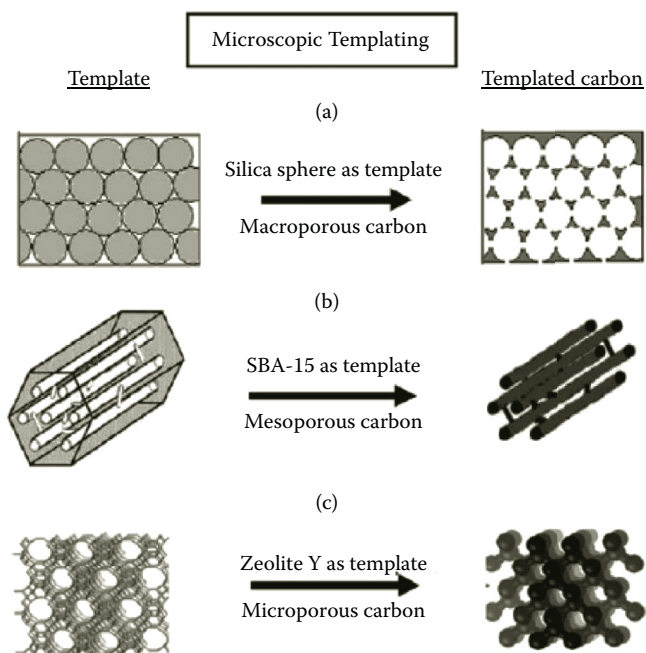 Microscopic Templating
Template
Templated carbon
(a)
Silica sphere as template
Macroporous carbon
(b)
SBA-15 as template
Mesoporous carbon
(c)
Zeolite Y as template
Microporous carbon